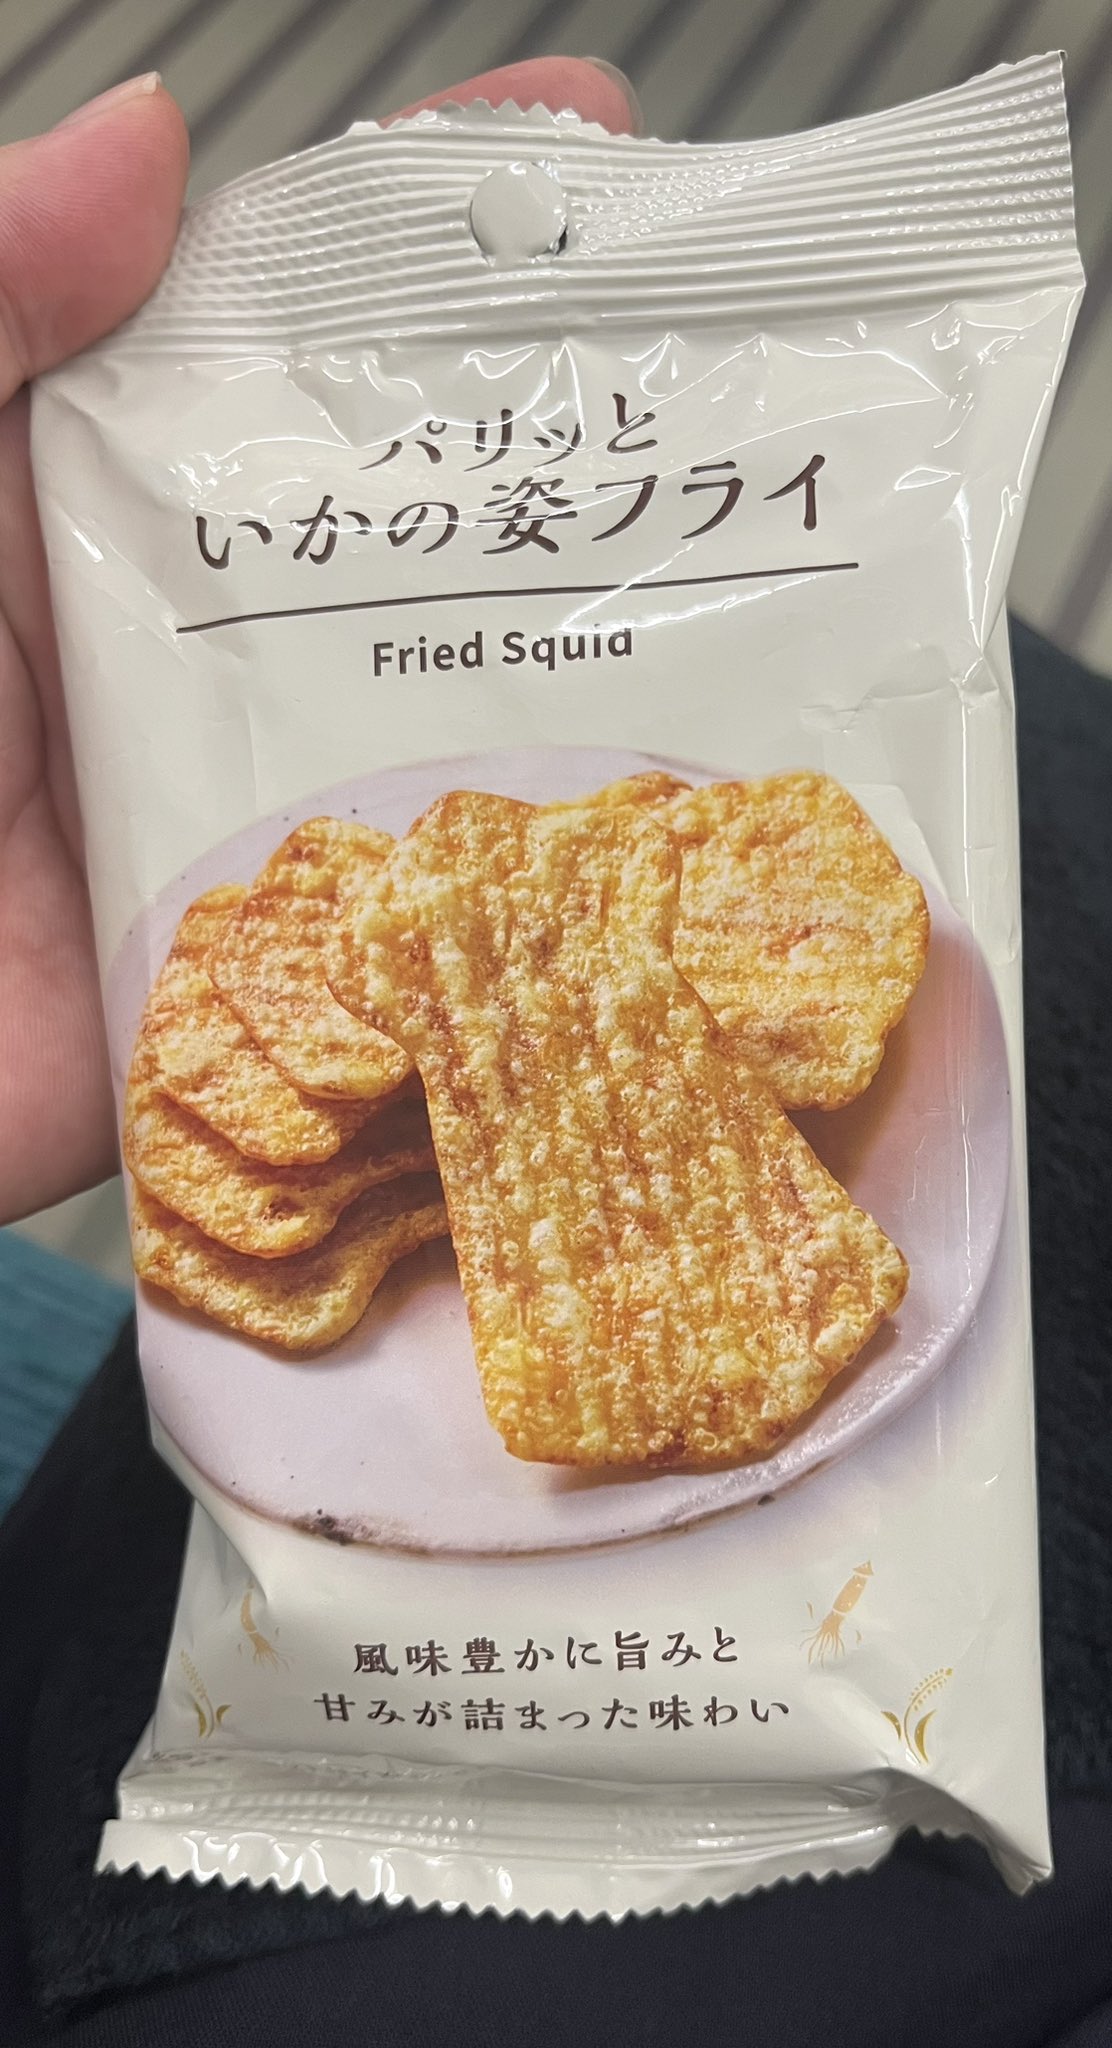 パリッと
いかの姿フライ
Fried Squid
風味豊かに旨みと
甘みが詰まった味わい